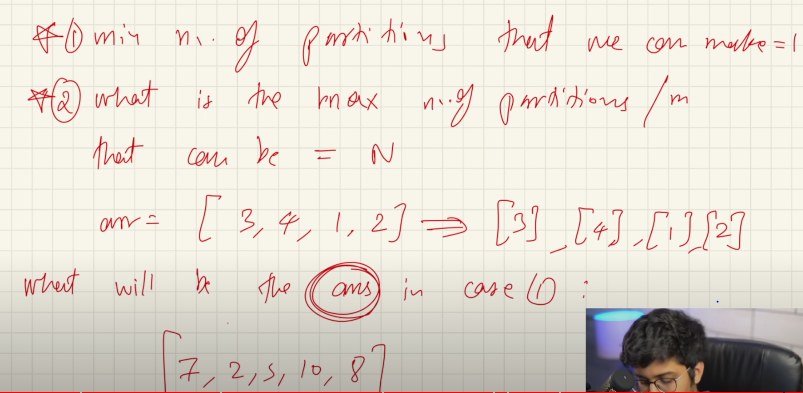 * ① min no. of partitions that we can make = 1
* ② what is the max no. of partitions / m
that can be = N
arr = [ 3, 4, 1, 2 ] ⇒ [3], [4], [1], [2]
what will be the ans in case ① :
[ 7, 2, 5, 10, 8 ]